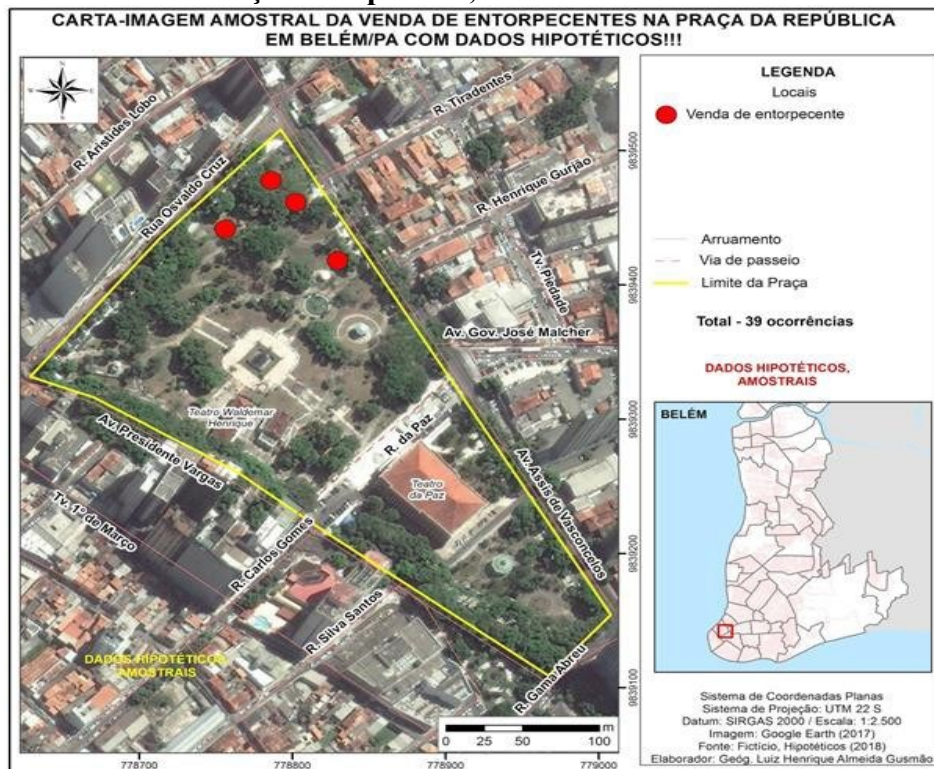 CARTA-IMAGEM AMOSTRAL DA VENDA DE ENTORPECENTES NA PRAÇA DA REPÚBLICA
EM BELÉM/PA COM DADOS HIPOTÉTICOS!!!
N
R. Aristides Lobo
Rua Osvaldo Cruz
R. Tiradentes
R. Henrique Gurjão
Tv. Piedade
Av. Gov. José Malcher
Teatro Waldemar
Henrique
R. da Paz
Teatro
da Paz
Av. Presidente Vargas
Av. Assis de Vasconcelos
Tv. 1º de Março
R. Carlos Gomes
R. Silva Santos
R. Gama Abreu
DADOS HIPOTÉTICOS,
AMOSTRAIS
0 25 50 100
m
9839500
9839400
9839300
9839200
9839100
778700
778800
778900
779000
LEGENDA
Locais
Venda de entorpecente
Arruamento
Via de passeio
Limite da Praça
Total - 39 ocorrências
DADOS HIPOTÉTICOS,
AMOSTRAIS
BELÉM
Sistema de Coordenadas Planas
Sistema de Projeção: UTM 22 S
Datum: SIRGAS 2000 / Escala: 1:2.500
Imagem: Google Earth (2017)
Fonte: Fictício, Hipotéticos (2018)
Elaborador: Geóg. Luiz Henrique Almeida Gusmão